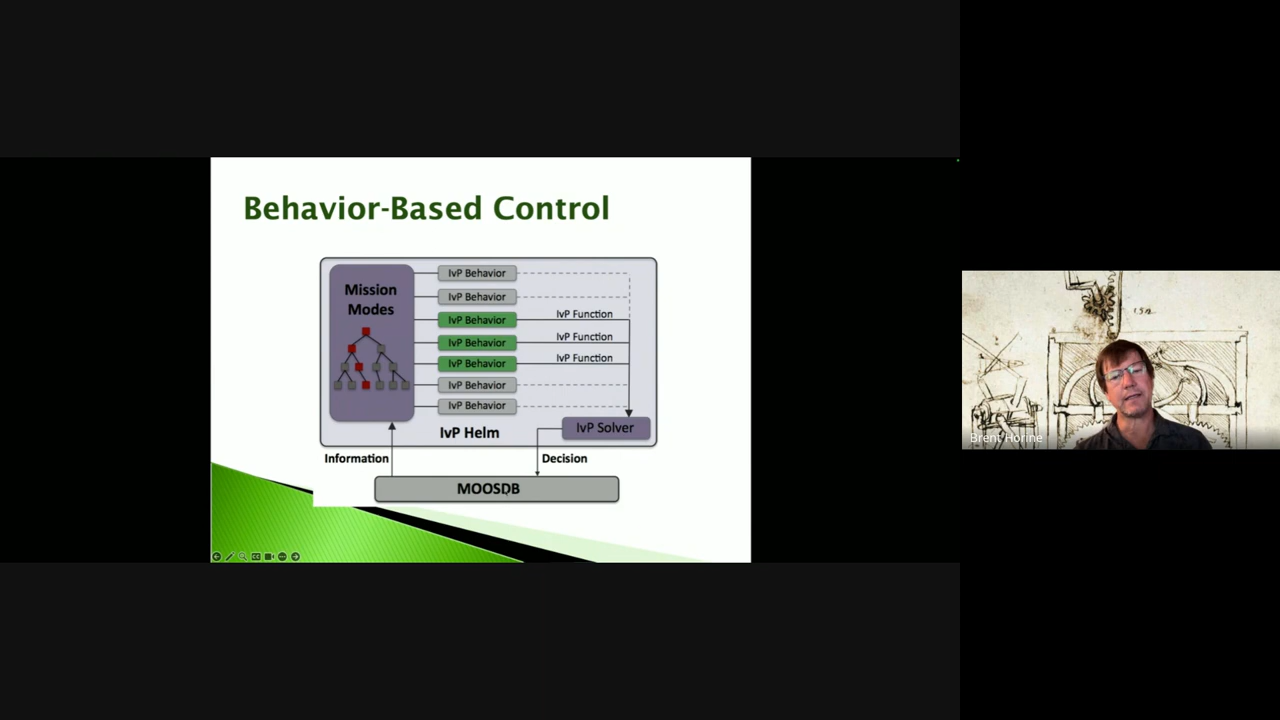 Behavior-Based Control
Mission
Modes
IvP Behavior
IvP Behavior
IvP Behavior
IvP Function
IvP Behavior
IvP Function
IvP Behavior
IvP Function
IvP Behavior
IvP Behavior
IvP Helm
IvP Solver
Information
Decision
MOOSDB
Brent Horine